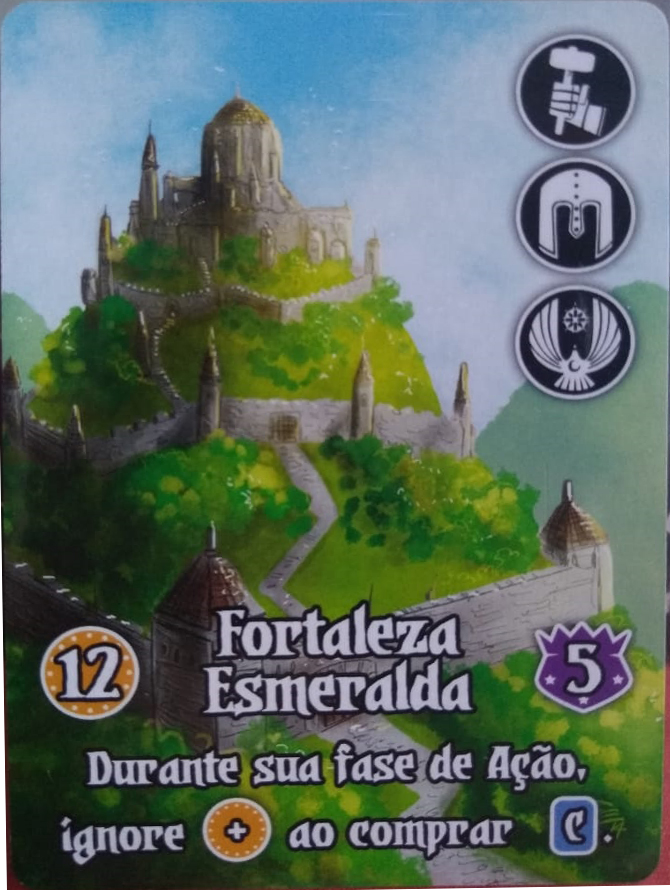 Fortaleza
Esmeralda
12
5
Durante sua fase de Ação,
ignore + ao comprar C.